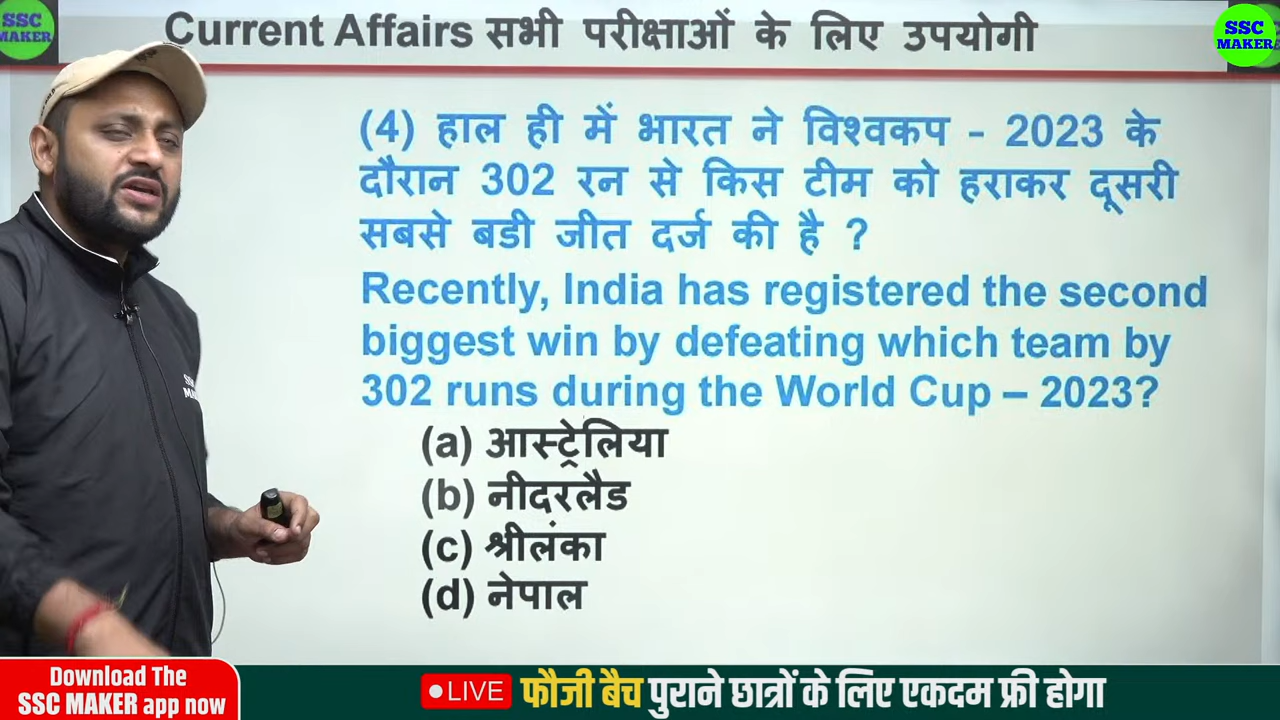 SSC
MAKER
Current Affairs सभी परीक्षाओं के लिए उपयोगी
SSC
MAKER
(4) हाल ही में भारत ने विश्वकप - 2023 के
दौरान 302 रन से किस टीम को हराकर दूसरी
सबसे बडी जीत दर्ज की है ?
Recently, India has registered the second
biggest win by defeating which team by
302 runs during the World Cup – 2023?
(a) आस्ट्रेलिया
(b) नीदरलैड
(c) श्रीलंका
(d) नेपाल
Download The
SSC MAKER app now
LIVE
फौजी बैच पुराने छात्रों के लिए एकदम फ्री होगा